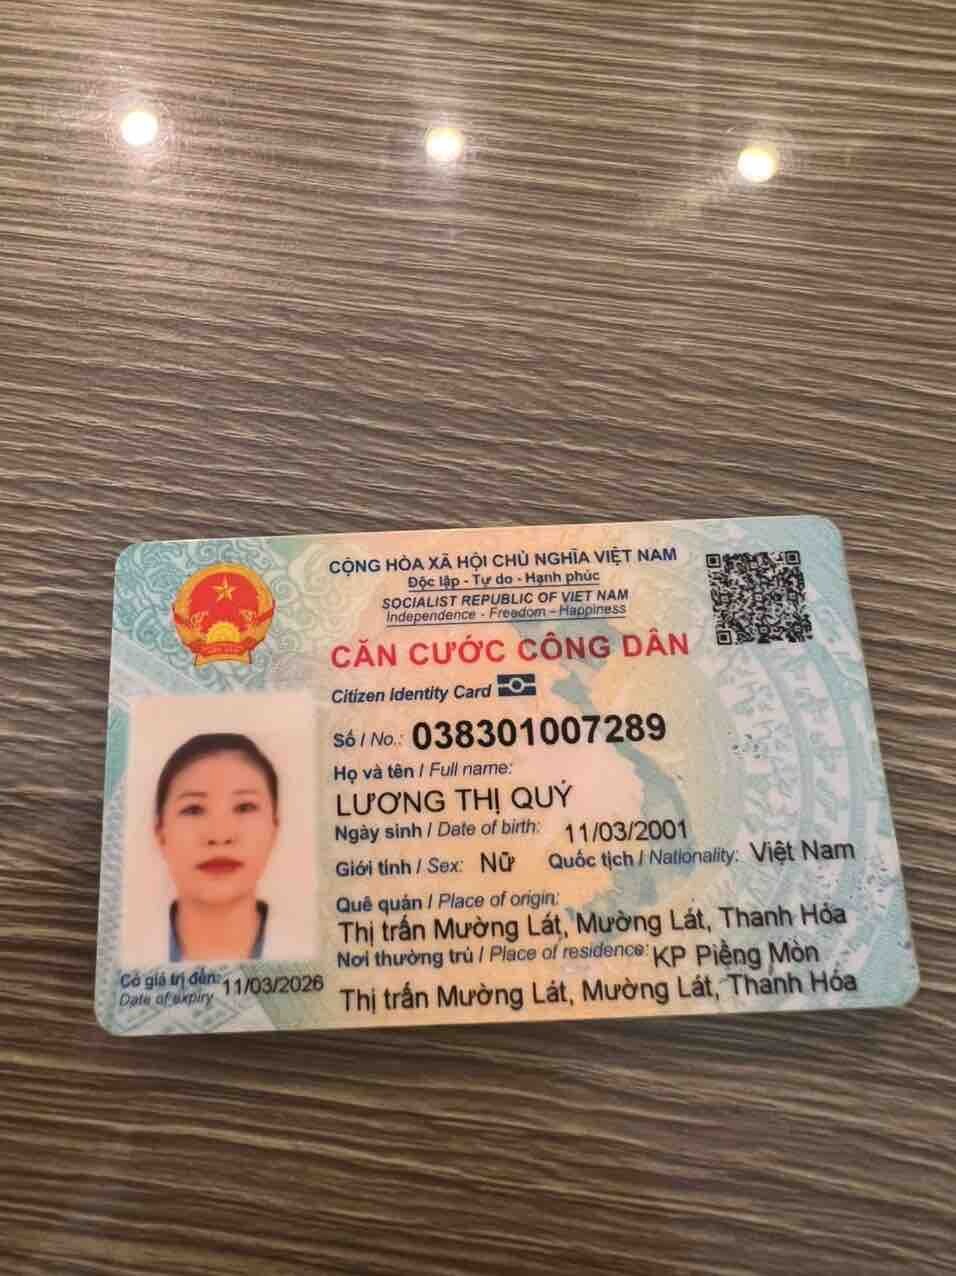 CỘNG HÒA XÃ HỘI CHỦ NGHĨA VIỆT NAM
Độc lập - Tự do - Hạnh phúc
SOCIALIST REPUBLIC OF VIET NAM
Independence - Freedom - Happiness
CĂN CƯỚC CÔNG DÂN
Citizen Identity Card
Số / No.: 038301007289
Họ và tên / Full name:
LƯƠNG THỊ QUÝ
Ngày sinh / Date of birth: 11/03/2001
Giới tính / Sex: Nữ Quốc tịch / Nationality: Việt Nam
Quê quán / Place of origin:
Thị trấn Mường Lát, Mường Lát, Thanh Hóa
Nơi thường trú / Place of residence: KP Piềng Mòn
Thị trấn Mường Lát, Mường Lát, Thanh Hóa
Có giá trị đến: 11/03/2026
Date of expiry